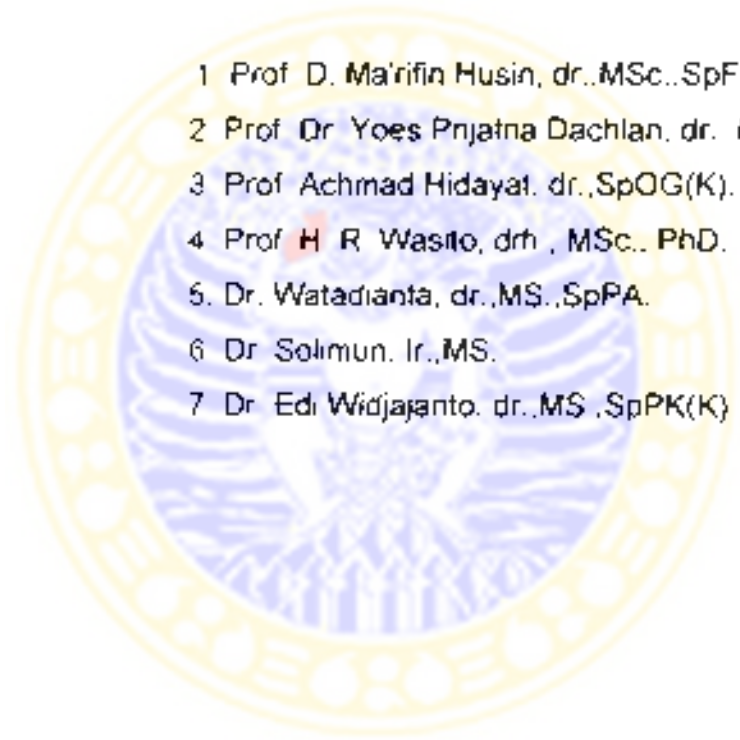 1 Prof D. Ma'rifin Husin, dr..MSc..SpF
2 Prof Dr Yoes Prijatna Dachlan, dr.
3 Prof Achmad Hidayat. dr.,SpOG(K).
4 Prof H R Wasito, drh , MSc.. PhD.
5. Dr. Watadianta, dr.,MS.,SpPA.
6 Dr Solimun. Ir.,MS.
7 Dr Edi Widjajanto. dr.,MS ,SpPK(K)